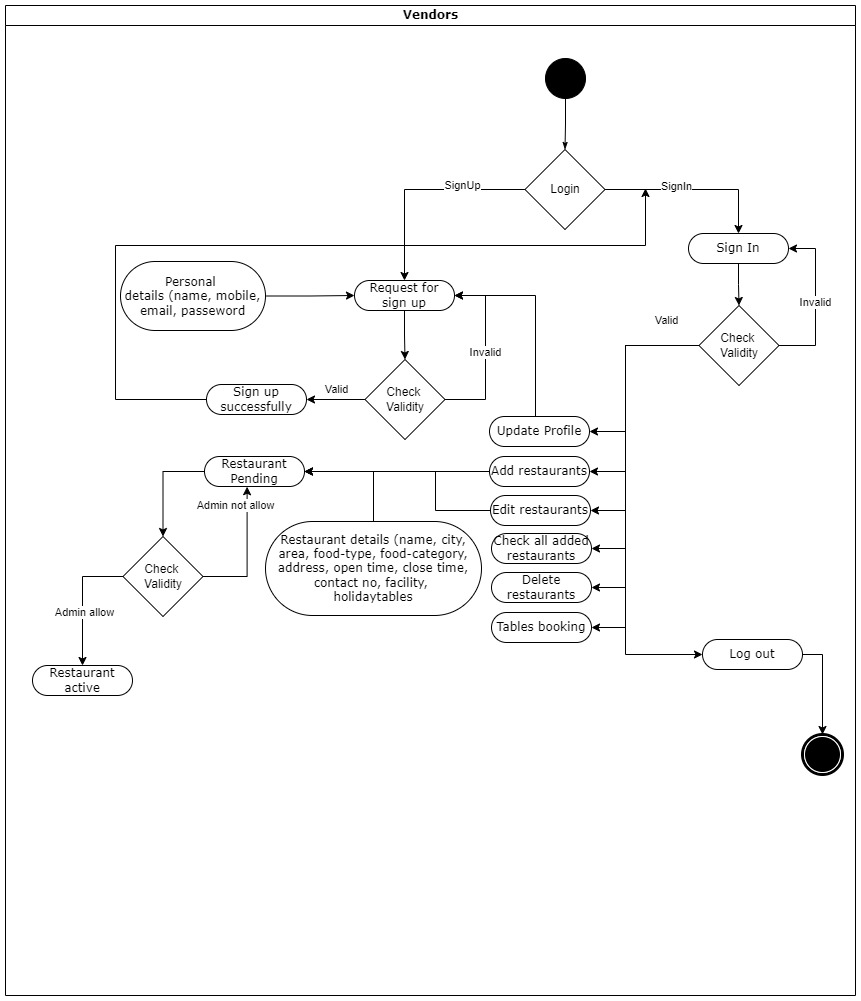 Vendors
Login
SignUp
SignIn
Sign In
Personal
details (name, mobile,
email, passeword
Request for
sign up
Invalid
Valid
Check
Validity
Invalid
Sign up
successfully
Valid
Check
Validity
Update Profile
Restaurant
Pending
Add restaurants
Admin not allow
Edit restaurants
Restaurant details (name, city,
area, food-type, food-category,
address, open time, close time,
contact no, facility,
holidaytables
Check all added
restaurants
Check
Validity
Delete
restaurants
Admin allow
Tables booking
Log out
Restaurant
active